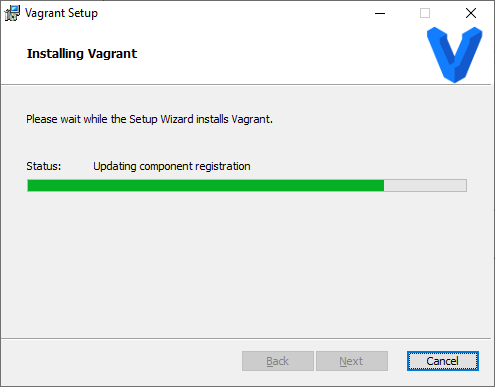 Vagrant Setup
Installing Vagrant
Please wait while the Setup Wizard installs Vagrant.
Status: Updating component registration
Back Next Cancel